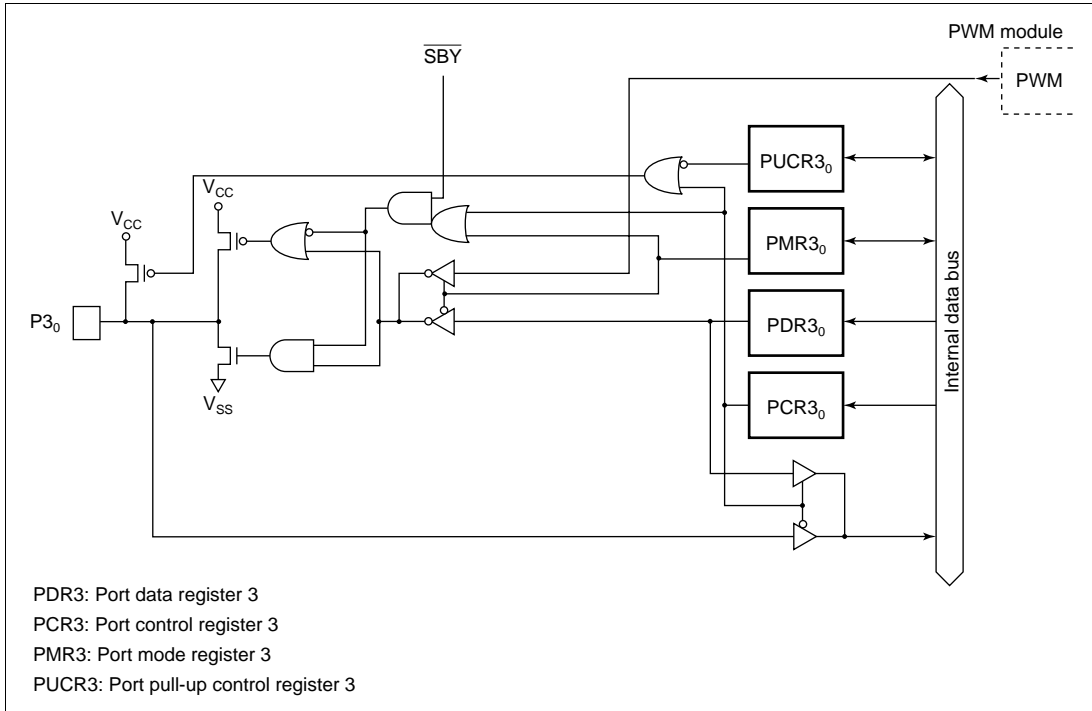 PWM module
S̅B̅Y̅
PWM
PUCR3₀
V_CC
V_CC
PMR3₀
P3₀
PDR3₀
Internal data bus
V_SS
PCR3₀
PDR3: Port data register 3
PCR3: Port control register 3
PMR3: Port mode register 3
PUCR3: Port pull-up control register 3